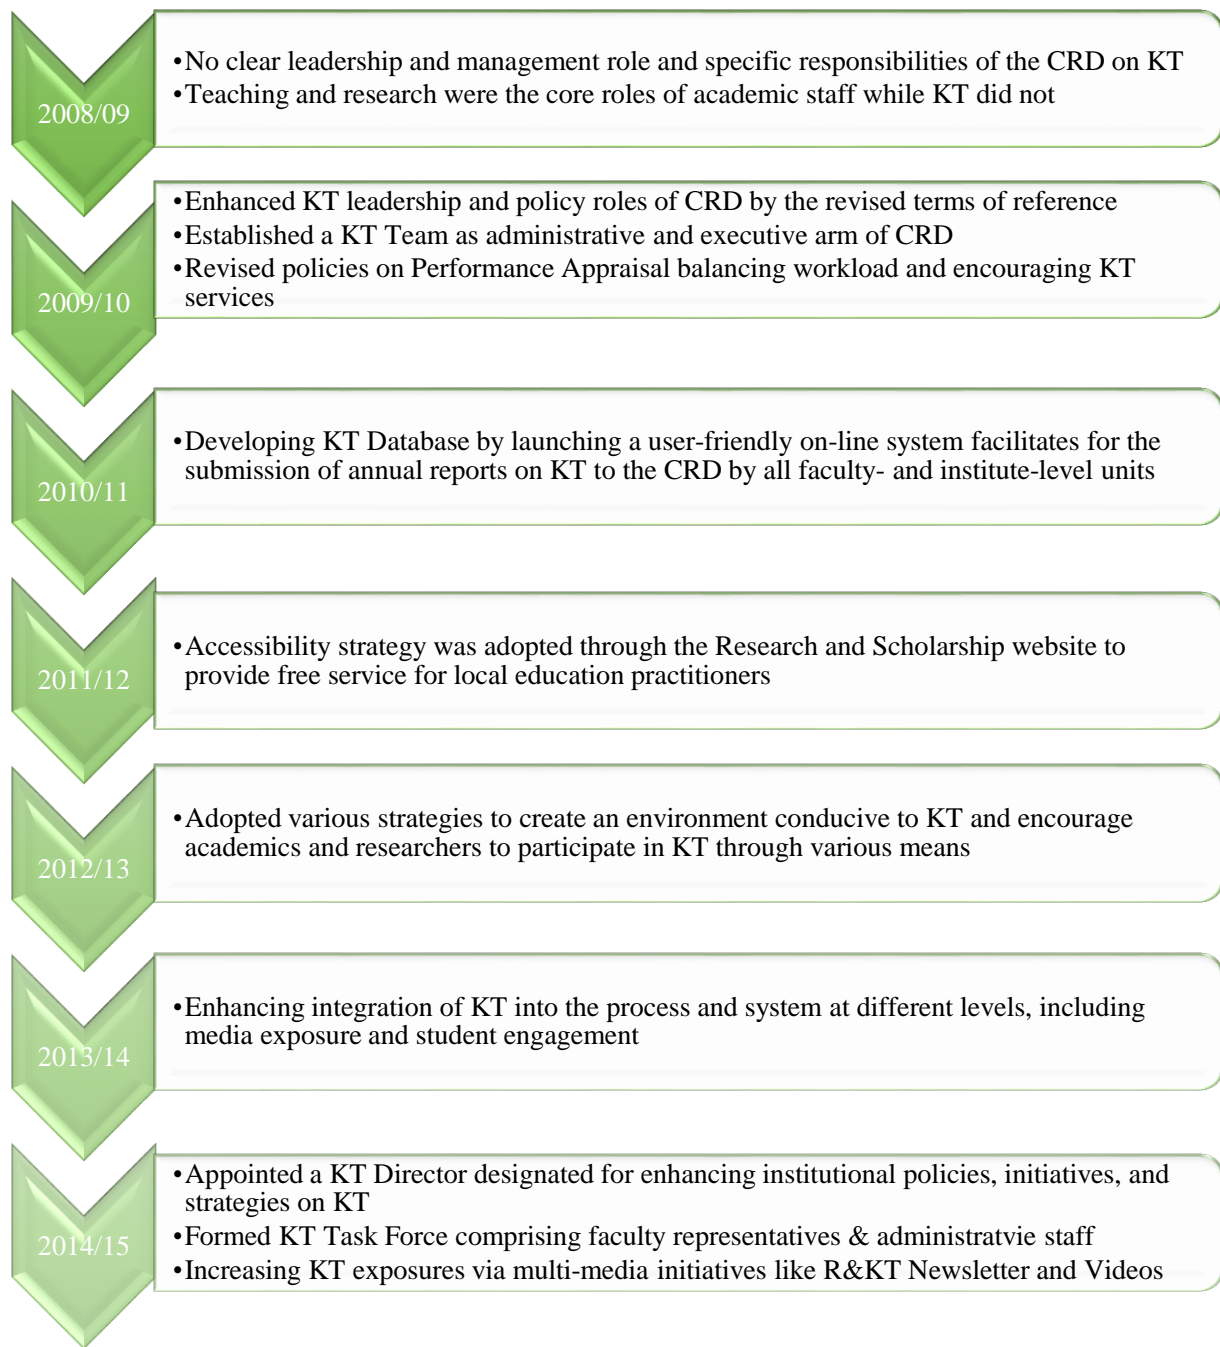 2008/09
•No clear leadership and management role and specific responsibilities of the CRD on KT
•Teaching and research were the core roles of academic staff while KT did not
2009/10
•Enhanced KT leadership and policy roles of CRD by the revised terms of reference
•Established a KT Team as administrative and executive arm of CRD
•Revised policies on Performance Appraisal balancing workload and encouraging KT
services
2010/11
•Developing KT Database by launching a user-friendly on-line system facilitates for the
submission of annual reports on KT to the CRD by all faculty- and institute-level units
2011/12
•Accessibility strategy was adopted through the Research and Scholarship website to
provide free service for local education practitioners
2012/13
•Adopted various strategies to create an environment conducive to KT and encourage
academics and researchers to participate in KT through various means
2013/14
•Enhancing integration of KT into the process and system at different levels, including
media exposure and student engagement
2014/15
•Appointed a KT Director designated for enhancing institutional policies, initiatives, and
strategies on KT
•Formed KT Task Force comprising faculty representatives & administratvie staff
•Increasing KT exposures via multi-media initiatives like R&KT Newsletter and Videos